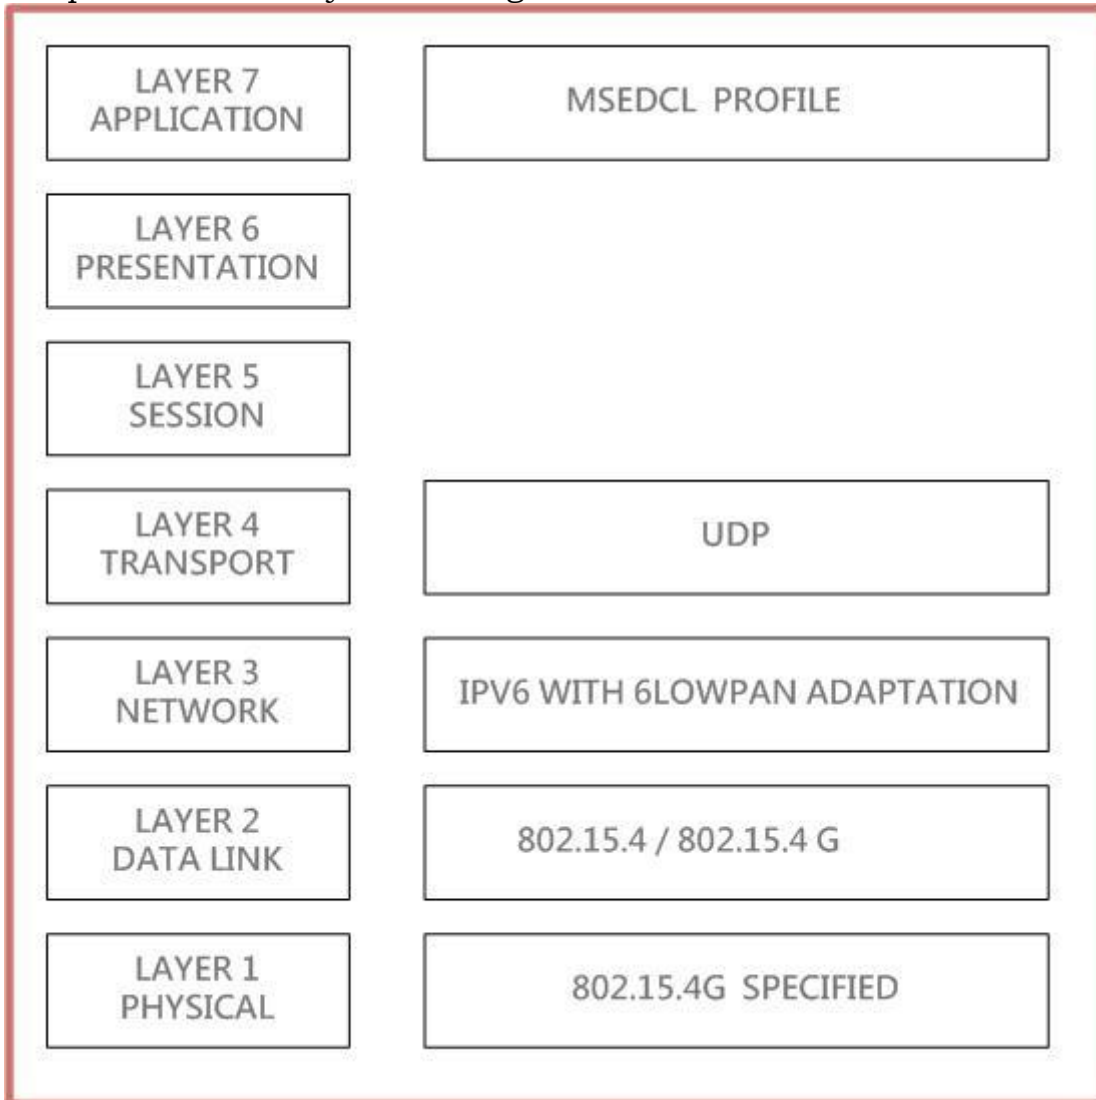 LAYER 7
APPLICATION
MSEDCL PROFILE
LAYER 6
PRESENTATION
LAYER 5
SESSION
LAYER 4
TRANSPORT
UDP
LAYER 3
NETWORK
IPV6 WITH 6LOWPAN ADAPTATION
LAYER 2
DATA LINK
802.15.4 / 802.15.4 G
LAYER 1
PHYSICAL
802.15.4G SPECIFIED